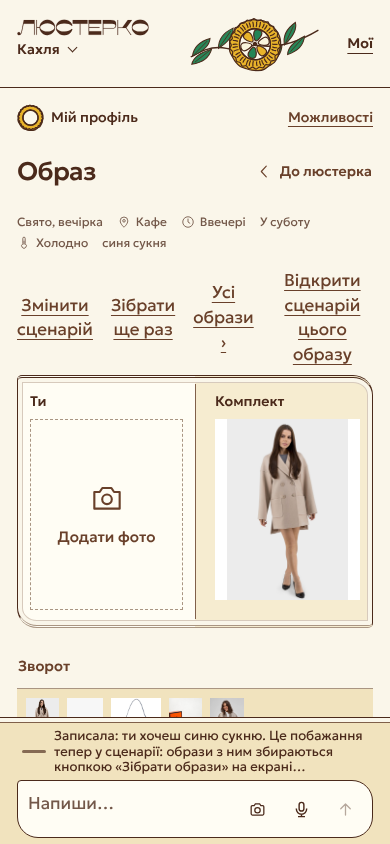 ЛЮСТЕРКО
Кахля
Мої
Мій профіль
Можливості
Образ
До люстерка
Свято, вечірка Кафе Ввечері У суботу
Холодно синя сукня
Змінити сценарій
Зібрати ще раз
Усі образи ›
Відкрити сценарій цього образу
Ти
Комплект
Додати фото
Зворот
Записала: ти хочеш синю сукню. Це побажання
тепер у сценарії: образи з ним збираються
кнопкою «Зібрати образи» на екрані…
Напиши…